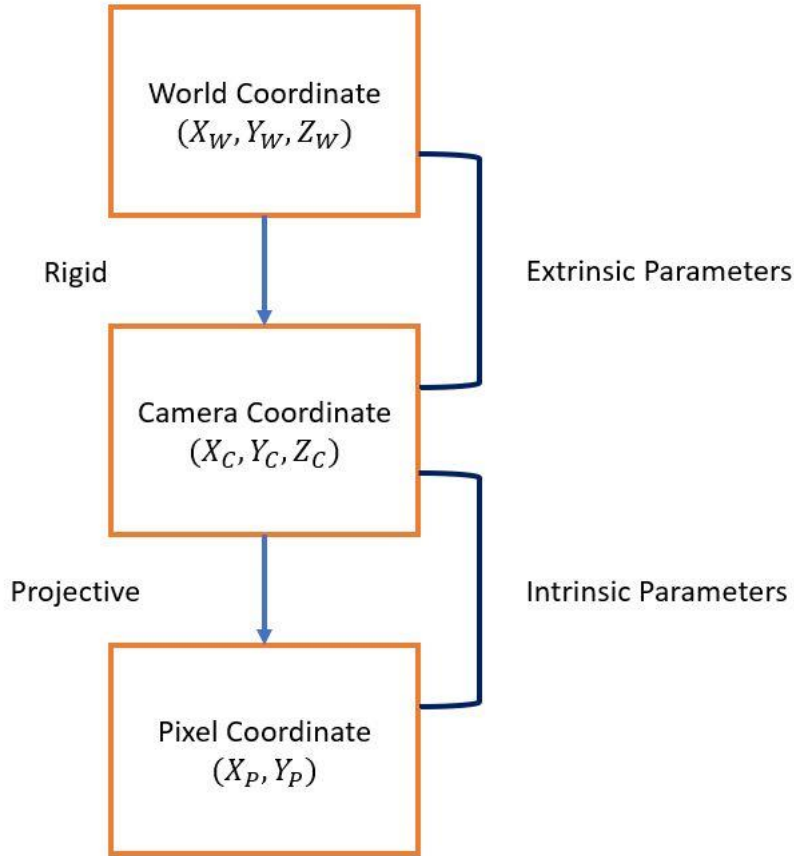 World Coordinate
(X_W, Y_W, Z_W)
Rigid
Extrinsic Parameters
Camera Coordinate
(X_C, Y_C, Z_C)
Projective
Intrinsic Parameters
Pixel Coordinate
(X_P, Y_P)